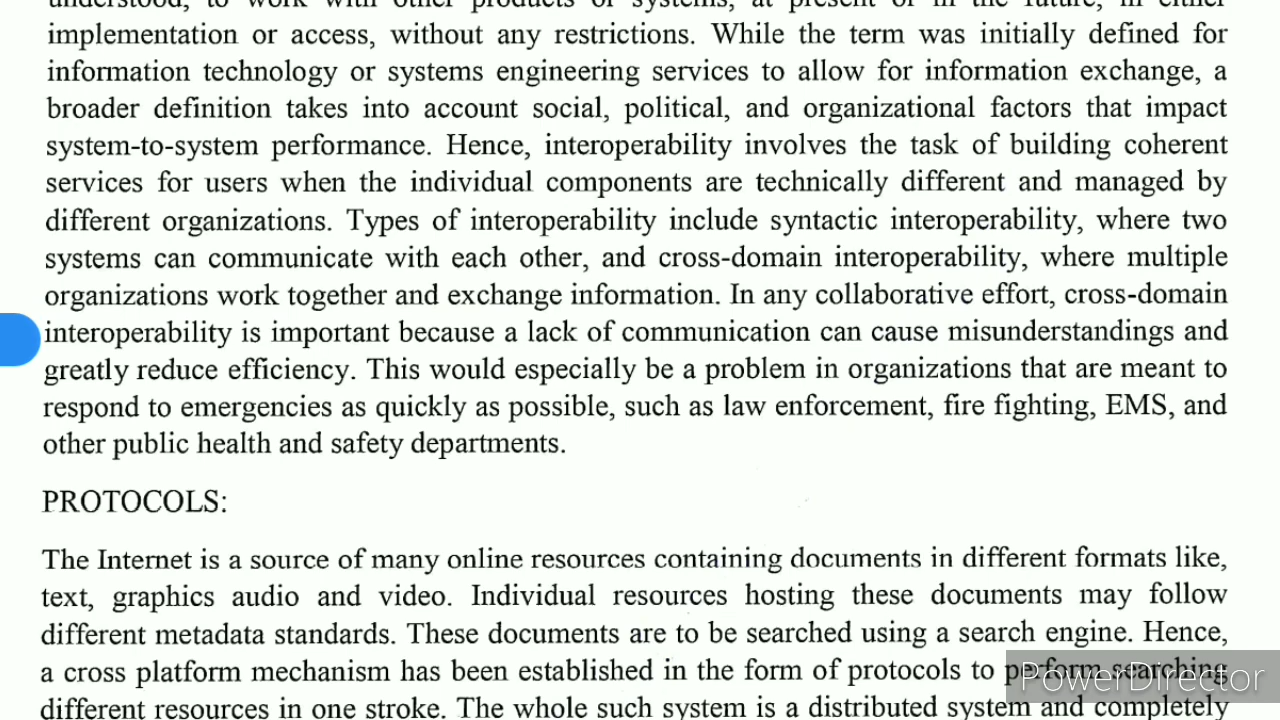 understood, to work with other products or systems, at present or in the future, in either
implementation or access, without any restrictions. While the term was initially defined for
information technology or systems engineering services to allow for information exchange, a
broader definition takes into account social, political, and organizational factors that impact
system-to-system performance. Hence, interoperability involves the task of building coherent
services for users when the individual components are technically different and managed by
different organizations. Types of interoperability include syntactic interoperability, where two
systems can communicate with each other, and cross-domain interoperability, where multiple
organizations work together and exchange information. In any collaborative effort, cross-domain
interoperability is important because a lack of communication can cause misunderstandings and
greatly reduce efficiency. This would especially be a problem in organizations that are meant to
respond to emergencies as quickly as possible, such as law enforcement, fire fighting, EMS, and
other public health and safety departments.
PROTOCOLS:
The Internet is a source of many online resources containing documents in different formats like,
text, graphics audio and video. Individual resources hosting these documents may follow
different metadata standards. These documents are to be searched using a search engine. Hence,
a cross platform mechanism has been established in the form of protocols to perform searching
different resources in one stroke. The whole such system is a distributed system and completely
PowerDirector